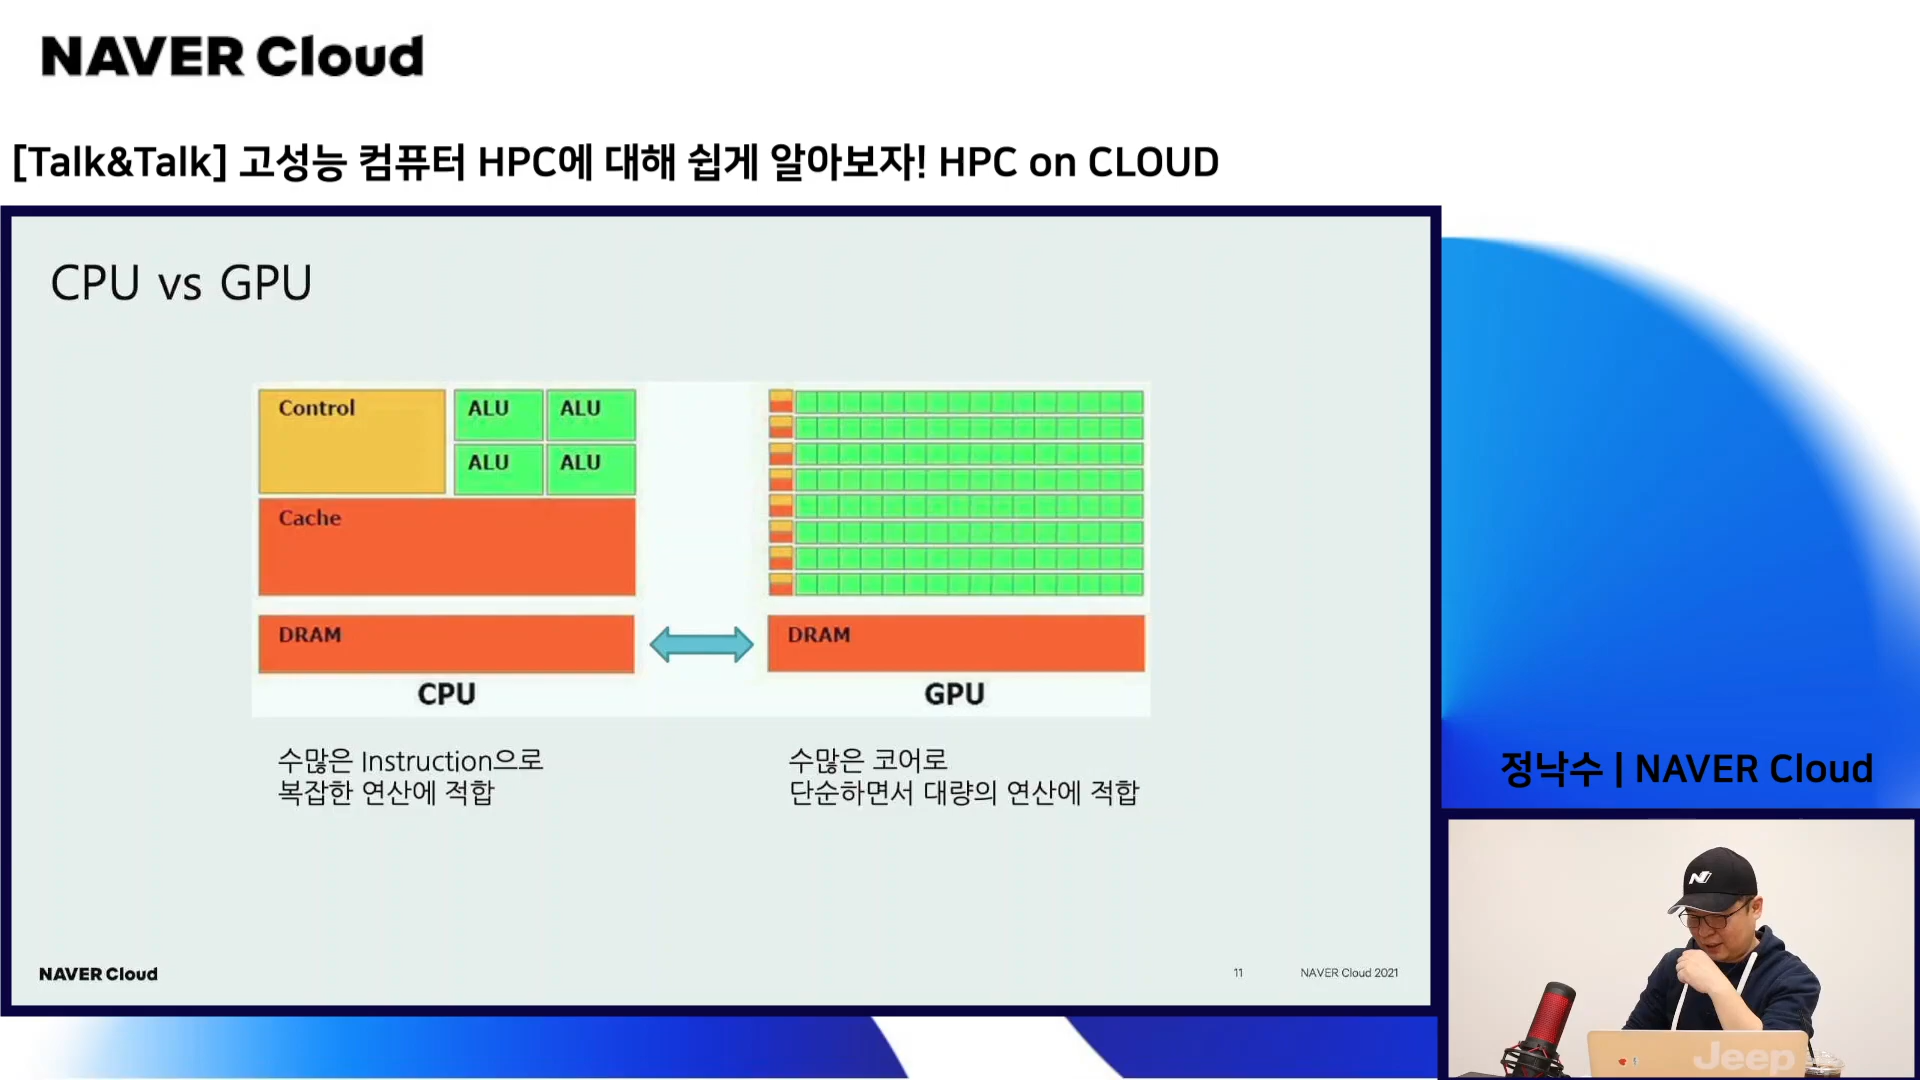 NAVER Cloud
[Talk&Talk] 고성능 컴퓨터 HPC에 대해 쉽게 알아보자! HPC on CLOUD
CPU vs GPU
Control
ALU
ALU
ALU
ALU
Cache
DRAM
DRAM
CPU
GPU
수많은 Instruction으로
복잡한 연산에 적합
수많은 코어로
단순하면서 대량의 연산에 적합
NAVER Cloud
11
NAVER Cloud 2021
정낙수 | NAVER Cloud
N
Jeep